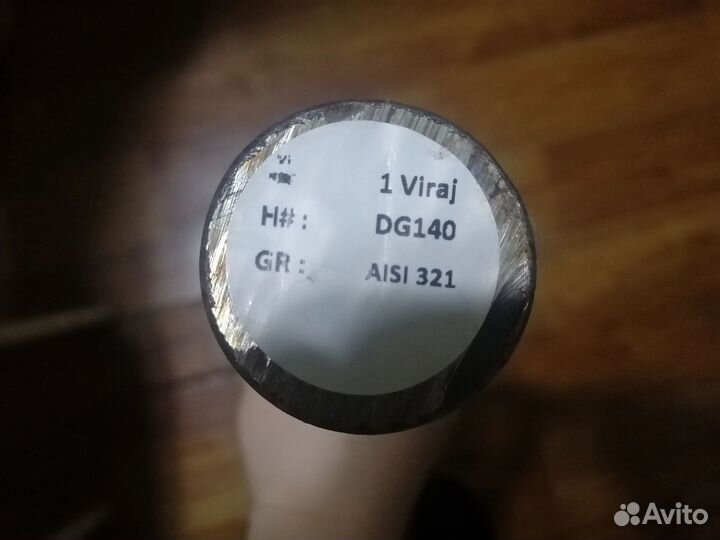 1 Viraj
H# : DG140
GR : AISI 321
Avito